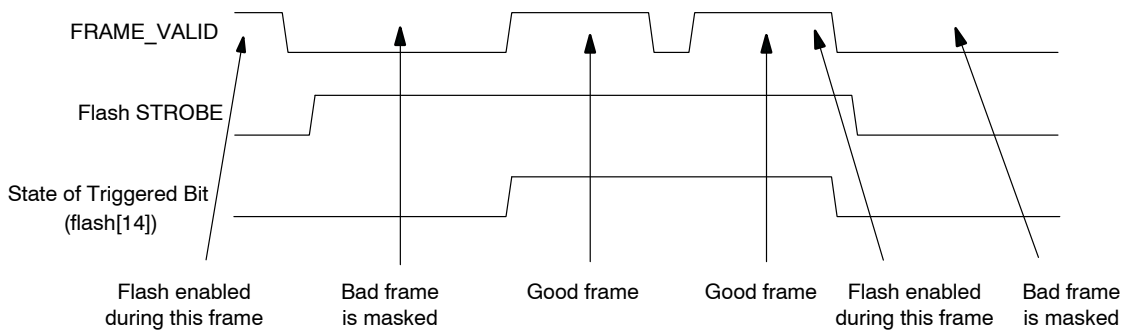 FRAME_VALID
Flash STROBE
State of Triggered Bit
(flash[14])
Flash enabled
during this frame
Bad frame
is masked
Good frame
Good frame
Flash enabled
during this frame
Bad frame
is masked